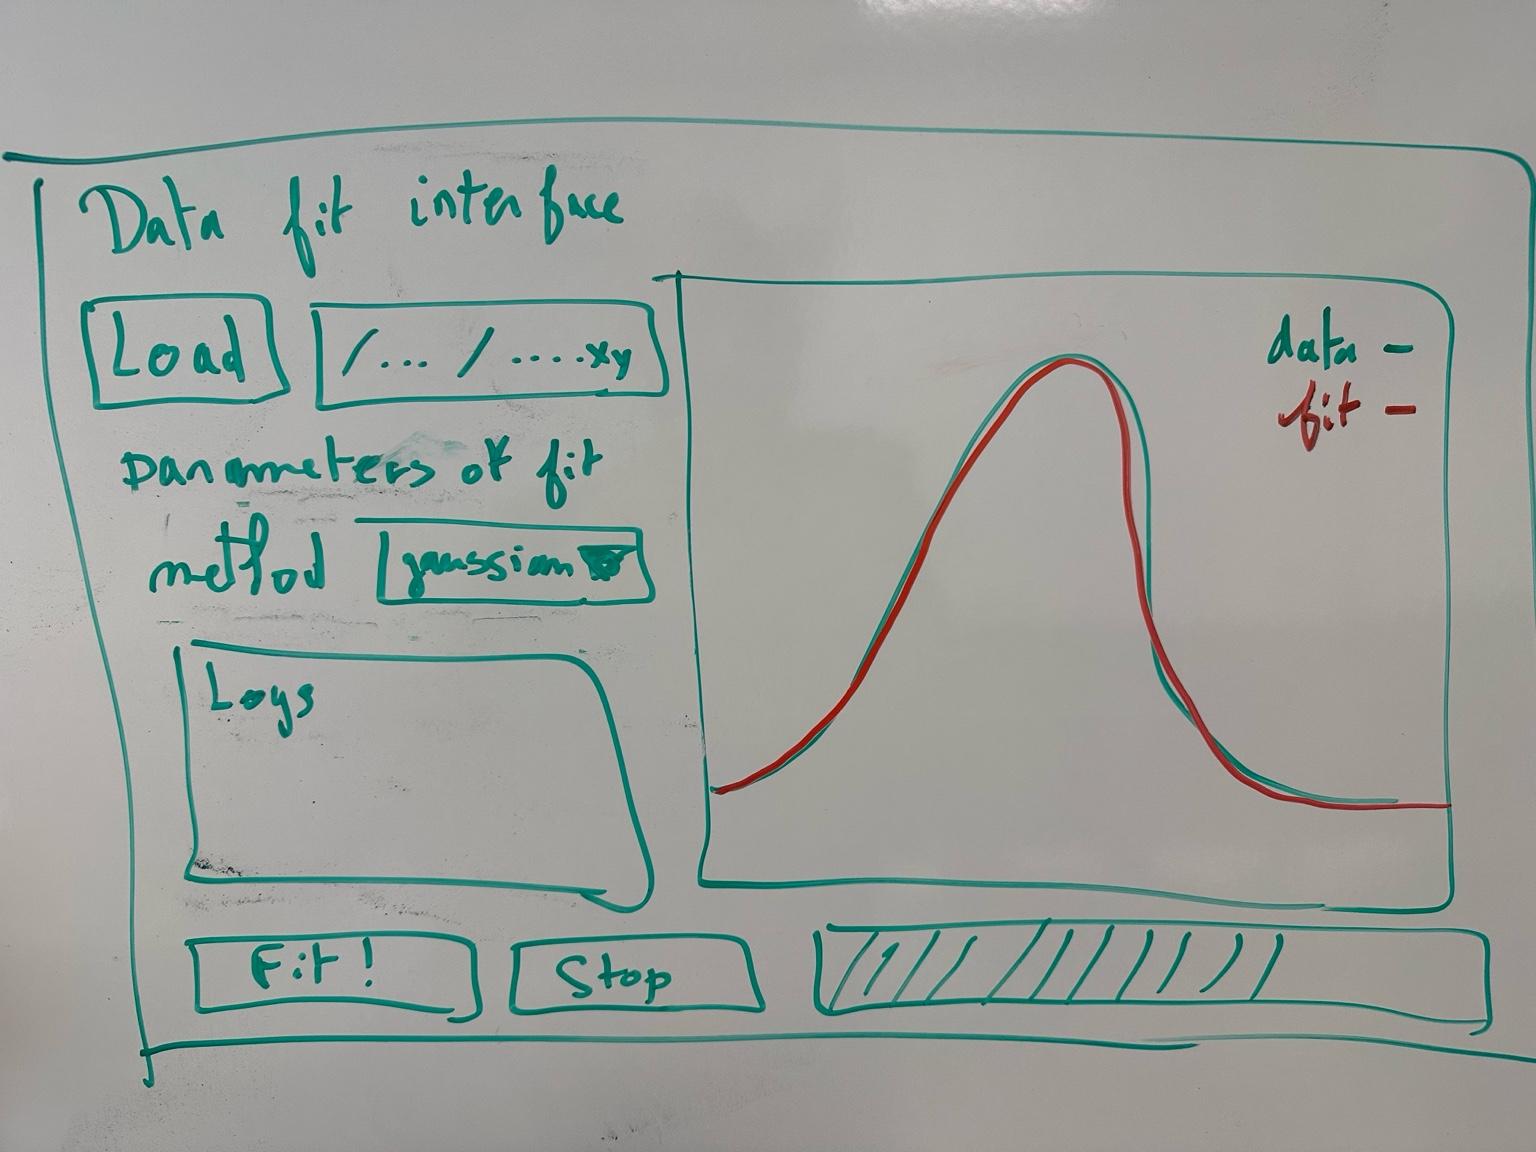 Data fit interface
Load /... / ....xy
data -
fit -
parameters of fit
method gaussian
Logs
Fit!
Stop